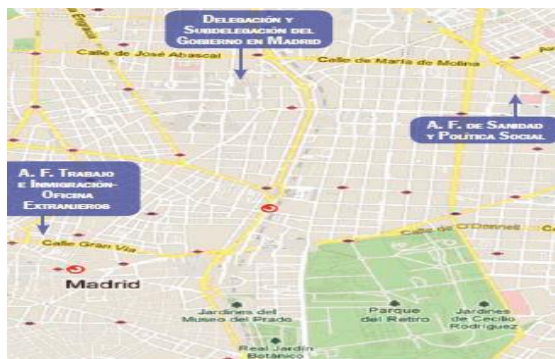 DELEGACIÓN Y
SUBDELEGACIÓN DEL
GOBIERNO EN MADRID
Calle de José Abascal
Calle de María de Molina
A. F. DE SANIDAD
Y POLÍTICA SOCIAL
A. F. TRABAJO
E INMIGRACIÓN-
OFICINA
EXTRANJEROS
Calle de O'Donnell
Calle Gran Vía
Madrid
Jardines del
Museo del Prado
Parque
del Retiro
Jardines
de Cecilio
Rodríguez
Real Jardín
Botánico